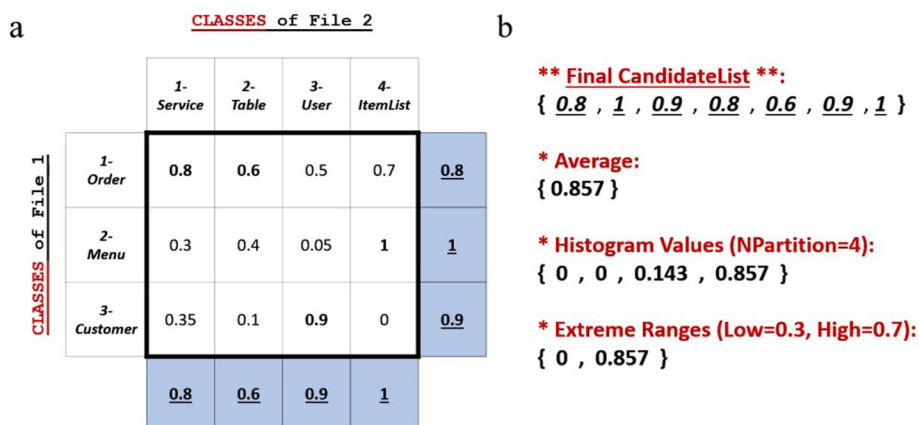 a
CLASSES of File 2
1-
Service
2-
Table
3-
User
4-
ItemList
CLASSES of File 1
1-
Order
0.8 0.6 0.5 0.7 0.8
2-
Menu
0.3 0.4 0.05 1 1
3-
Customer
0.35 0.1 0.9 0 0.9
0.8 0.6 0.9 1
b
** Final CandidateList **:
{ 0.8 , 1 , 0.9 , 0.8 , 0.6 , 0.9 , 1 }
* Average:
{ 0.857 }
* Histogram Values (NPartition=4):
{ 0 , 0 , 0.143 , 0.857 }
* Extreme Ranges (Low=0.3, High=0.7):
{ 0 , 0.857 }